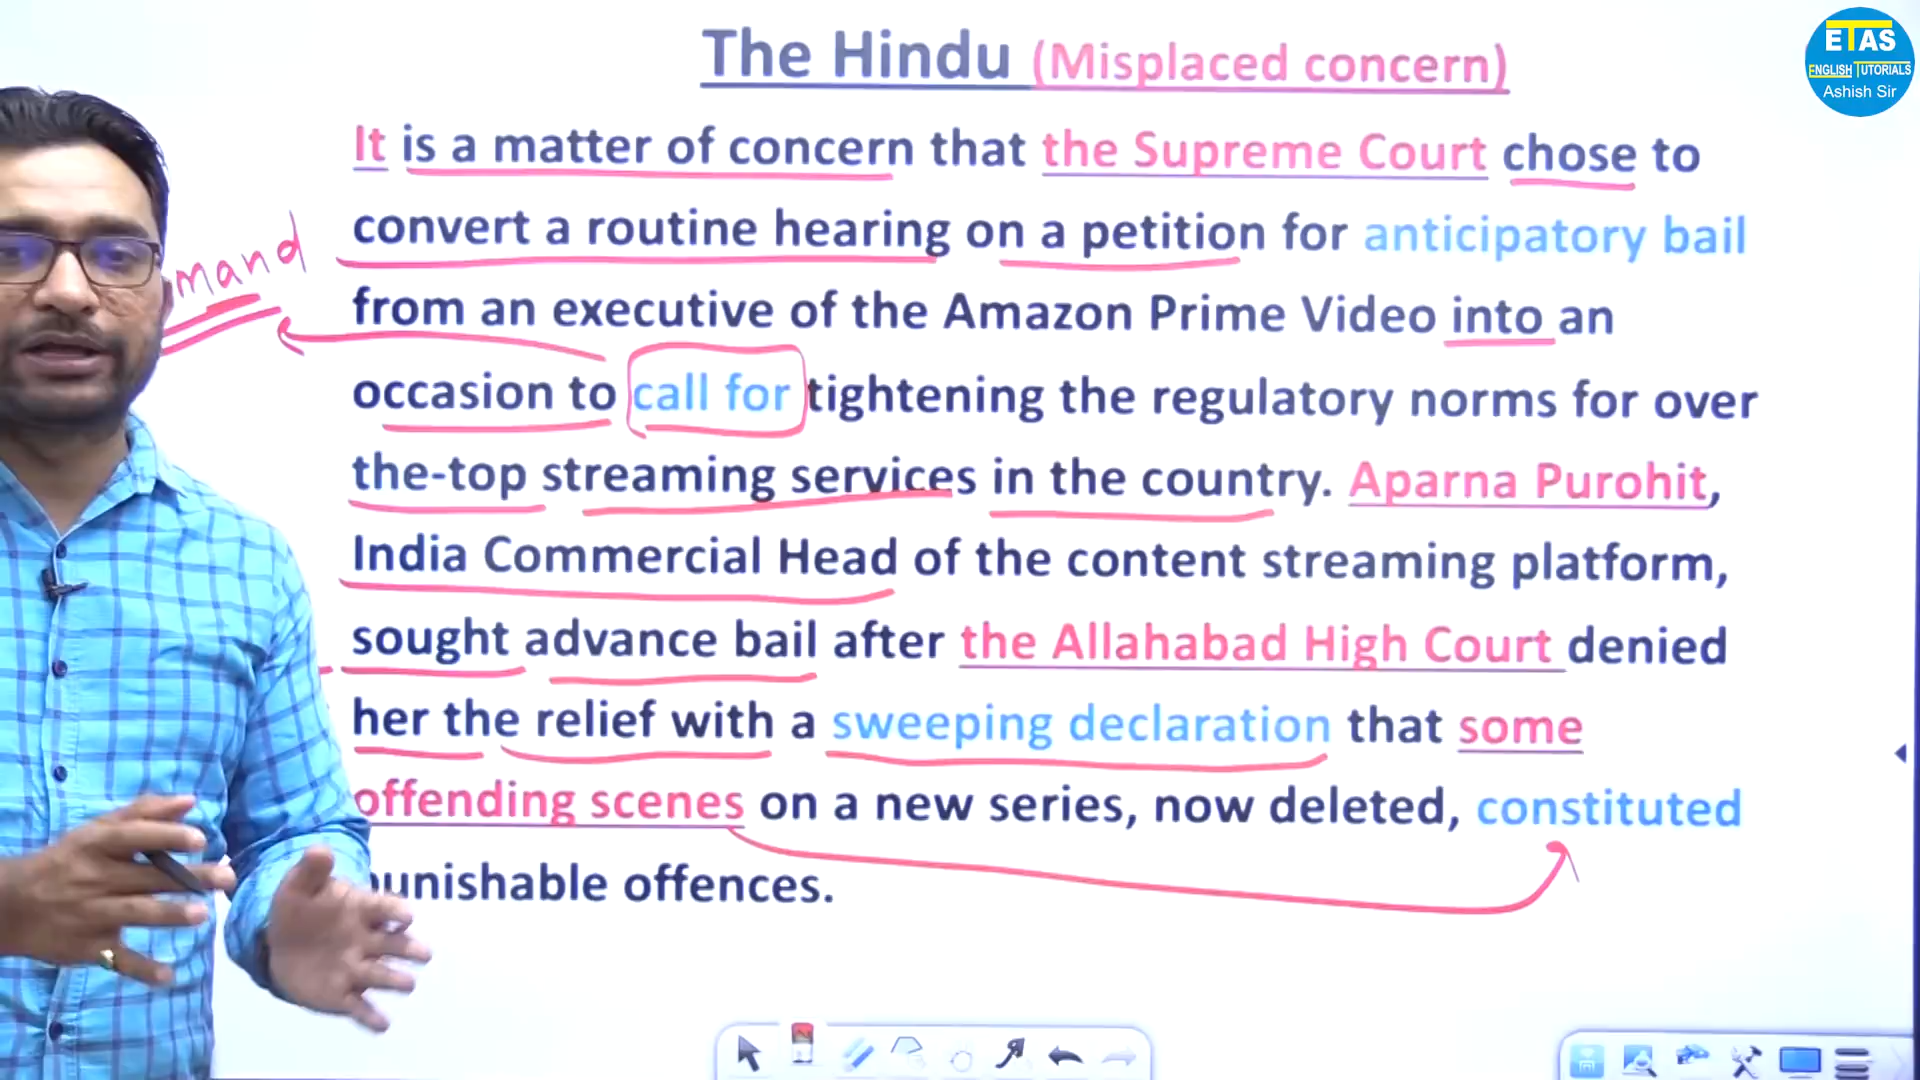 The Hindu (Misplaced concern)
ETAS
ENGLISH TUTORIALS
Ashish Sir
It is a matter of concern that the Supreme Court chose to
convert a routine hearing on a petition for anticipatory bail
mand
from an executive of the Amazon Prime Video into an
occasion to call for tightening the regulatory norms for over
the-top streaming services in the country. Aparna Purohit,
India Commercial Head of the content streaming platform,
sought advance bail after the Allahabad High Court denied
her the relief with a sweeping declaration that some
offending scenes on a new series, now deleted, constituted
punishable offences.